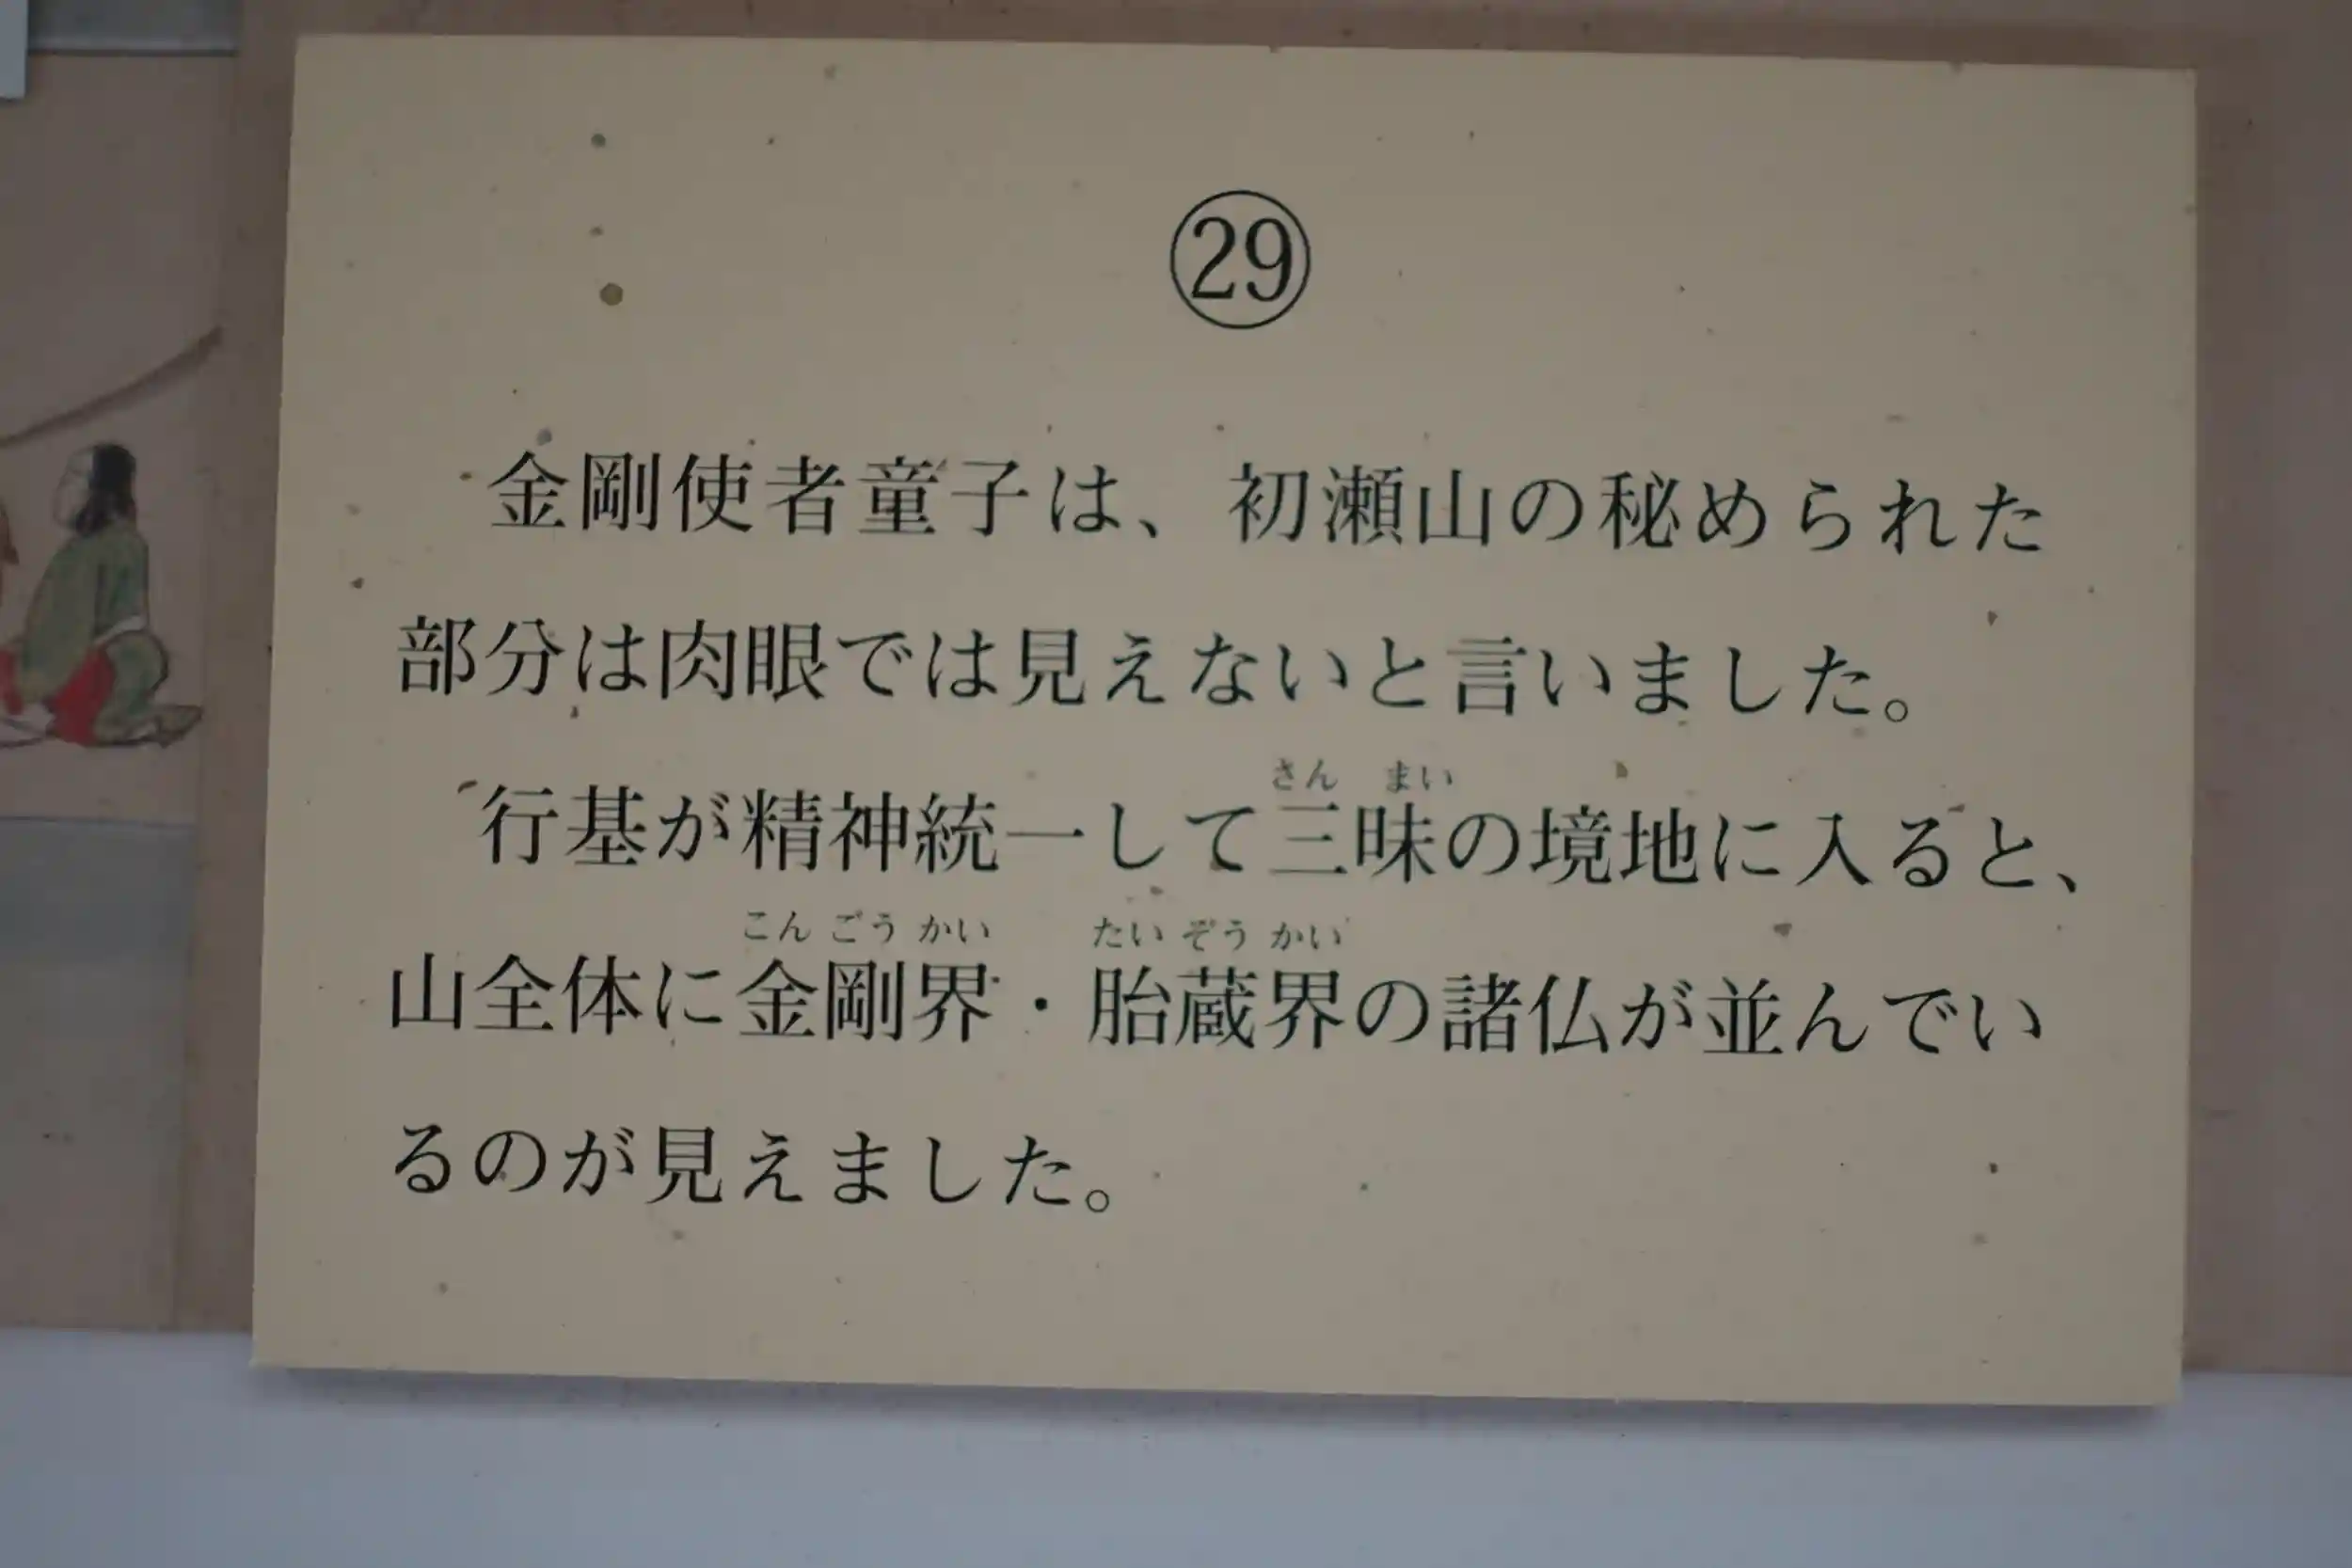 ㉙
金剛使者童子は、初瀬山の秘められた
部分は肉眼では見えないと言いました。
さん まい
行基が精神統一して三昧の境地に入ると、
こん ごう かい たい ぞう かい
山全体に金剛界・胎蔵界の諸仏が並んでい
るのが見えました。